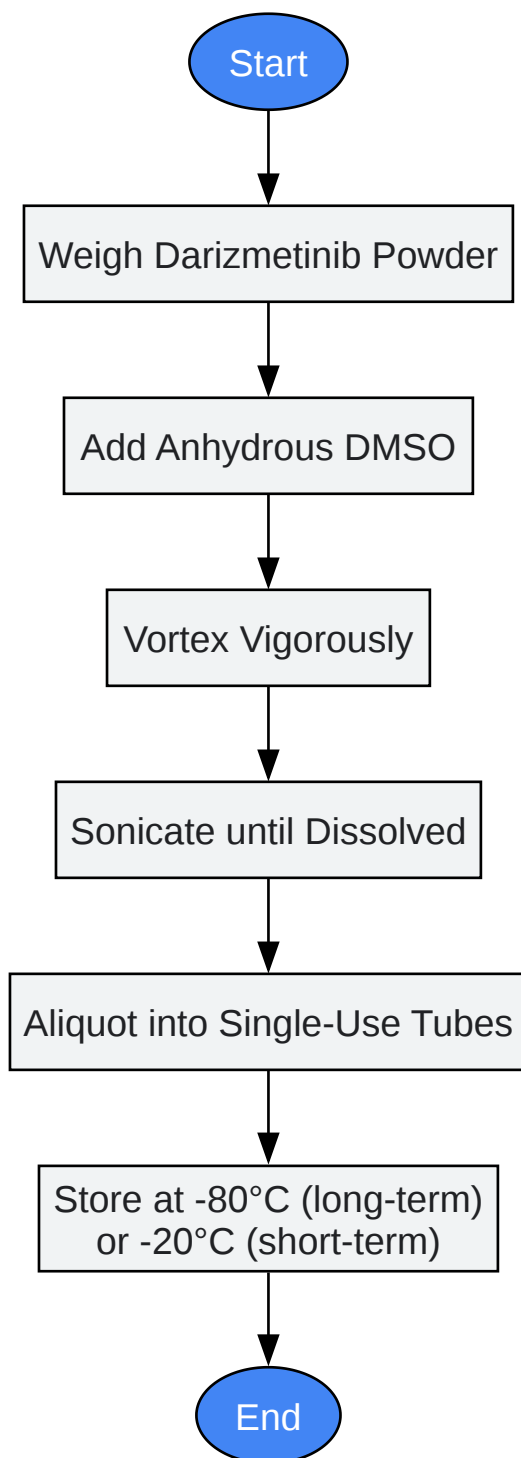 Start
Weigh Darizmetinib Powder
Add Anhydrous DMSO
Vortex Vigorously
Sonicate until Dissolved
Aliquot into Single-Use Tubes
Store at -80°C (long-term)
or -20°C (short-term)
End